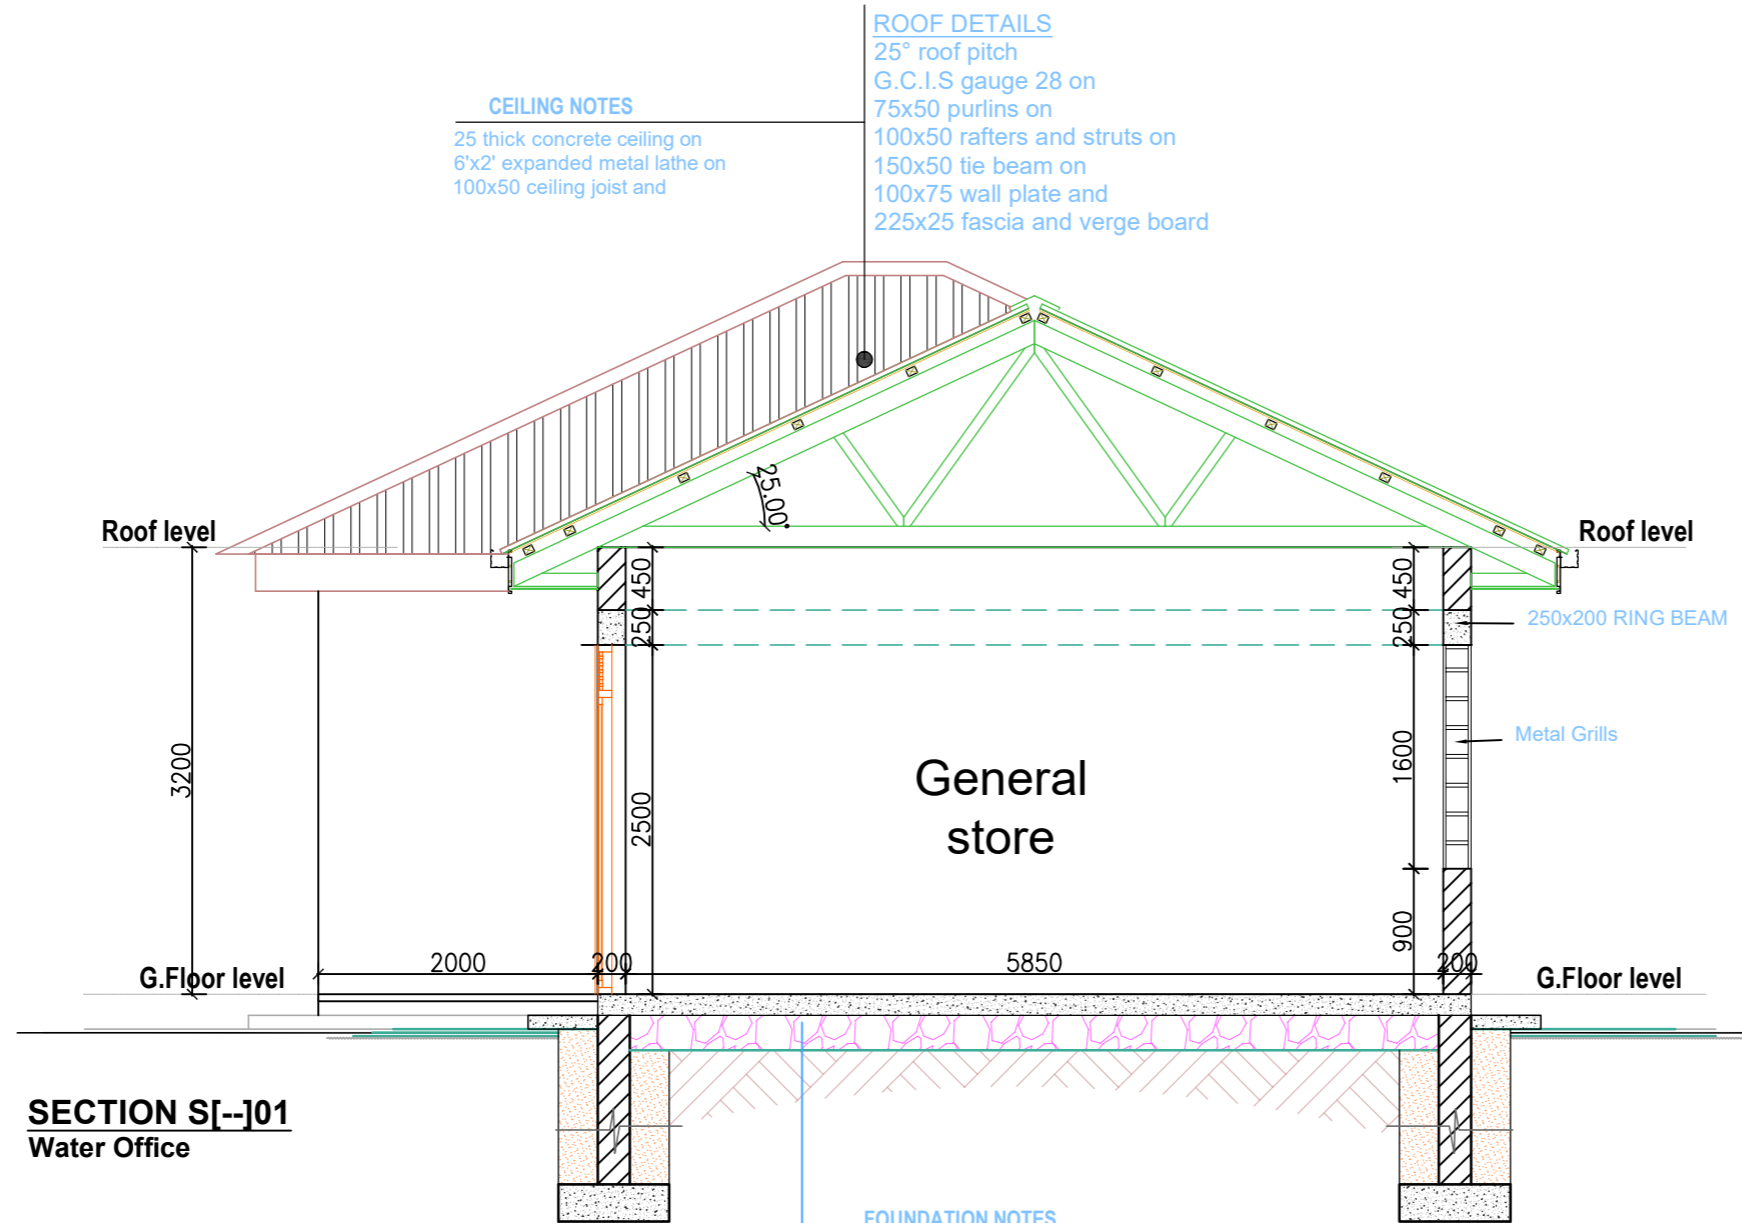 ROOF DETAILS
25° roof pitch
G.C.I.S gauge 28 on
75x50 purlins on
100x50 rafters and struts on
150x50 tie beam on
100x75 wall plate and
225x25 fascia and verge board
CEILING NOTES
25 thick concrete ceiling on
6'x2' expanded metal lathe on
100x50 ceiling joist and
25.00°
Roof level
Roof level
450
450
250
250
250x200 RING BEAM
Metal Grills
3200
2500
1600
General
store
900
2000
200
5850
200
G.Floor level
G.Floor level
SECTION S[--]01
Water Office
FOUNDATION NOTES